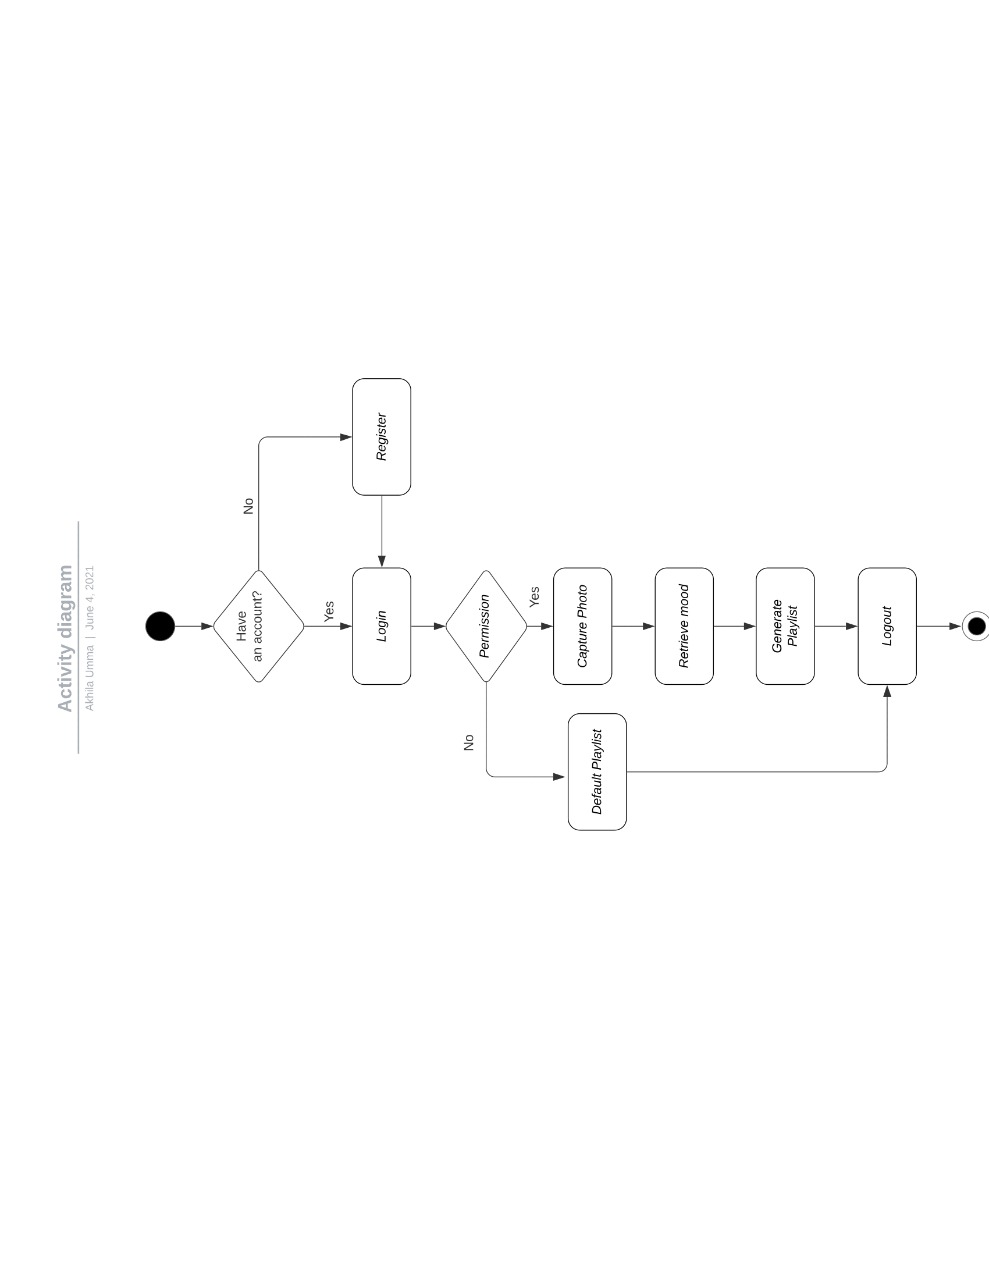 Activity diagram
Akhila Umma | June 4, 2021
Have
an account?
No
Yes
Register
Login
Permission
Yes
No
Capture Photo
Default Playlist
Retrieve mood
Generate
Playlist
Logout